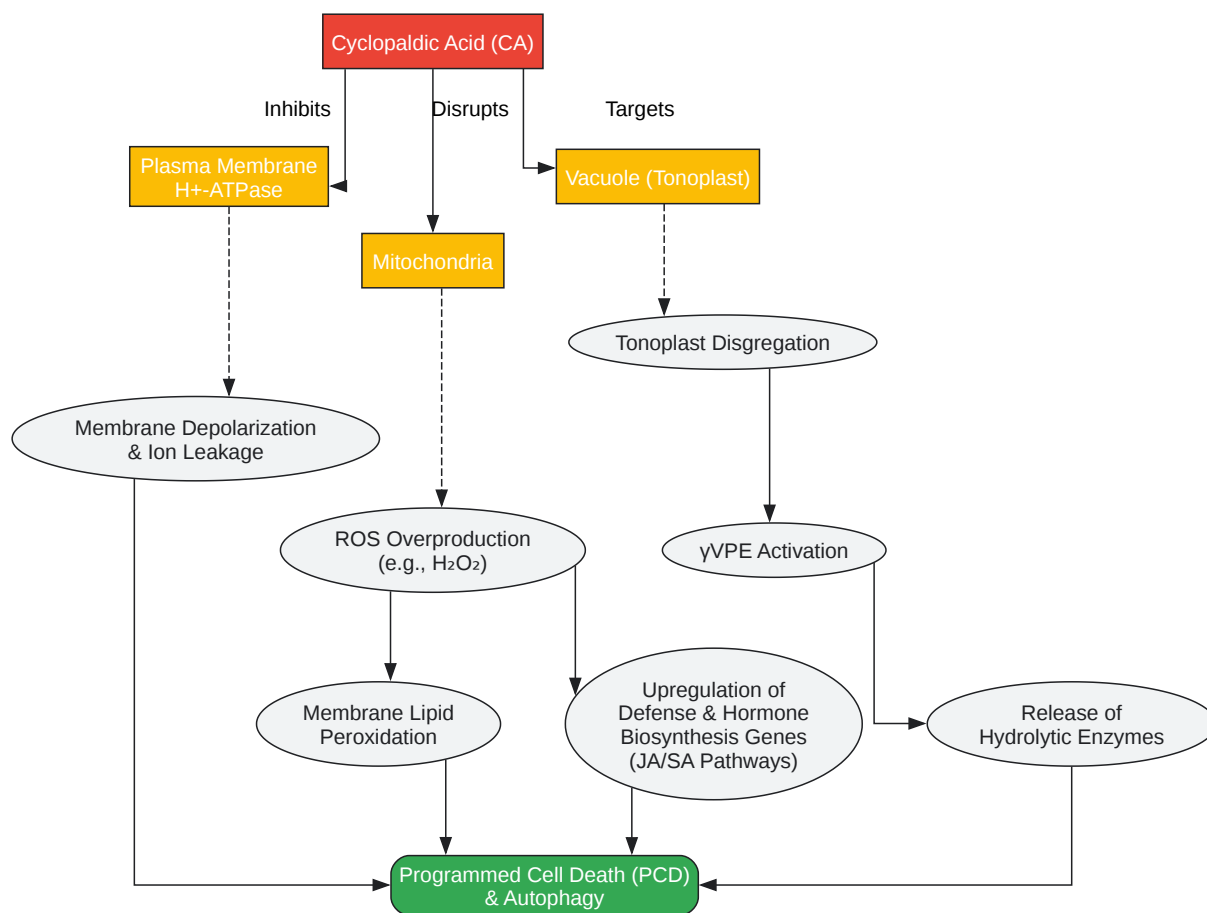 Cyclopaldic Acid (CA)
Inhibits
Disrupts
Targets
Plasma Membrane
H+-ATPase
Vacuole (Tonoplast)
Mitochondria
Tonoplast Disgregation
Membrane Depolarization
& Ion Leakage
ROS Overproduction
(e.g., H₂O₂)
γVPE Activation
Membrane Lipid
Peroxidation
Upregulation of
Defense & Hormone
Biosynthesis Genes
(JA/SA Pathways)
Release of
Hydrolytic Enzymes
Programmed Cell Death (PCD)
& Autophagy